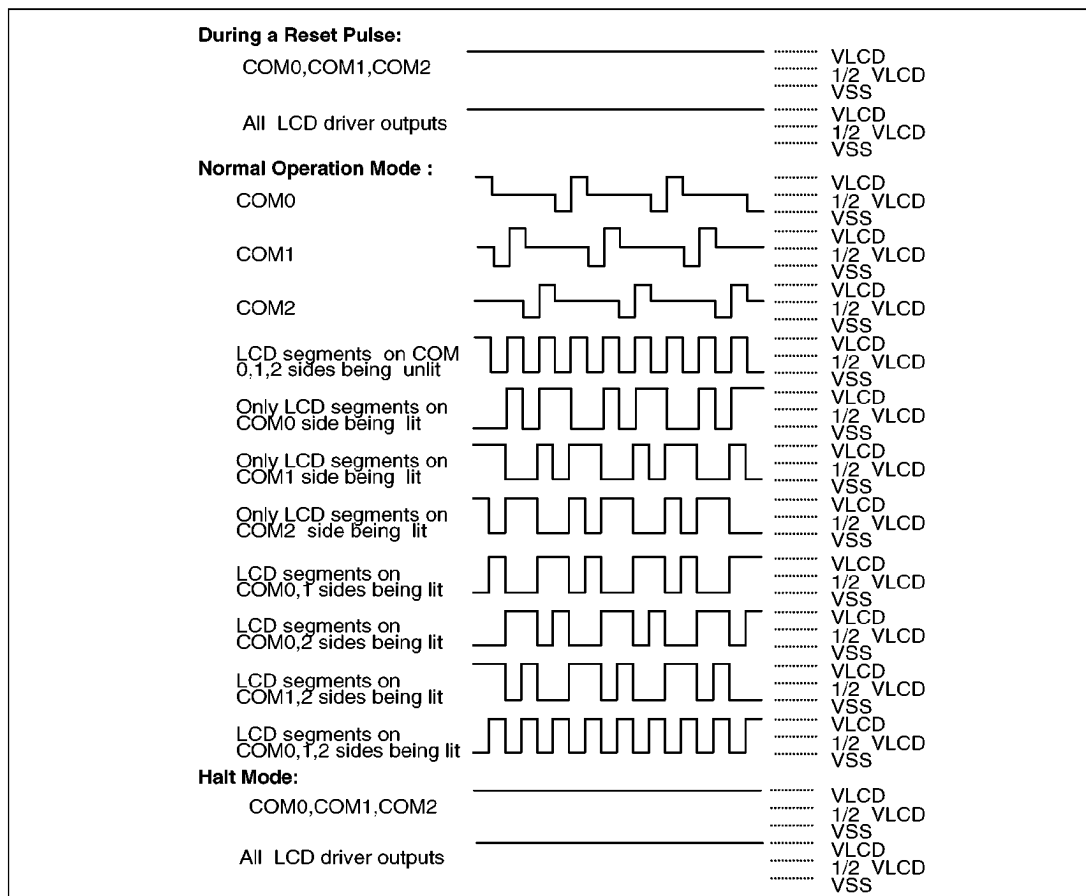 During a Reset Pulse:
COM0,COM1,COM2
VLCD
1/2 VLCD
VSS
All LCD driver outputs
VLCD
1/2 VLCD
VSS
Normal Operation Mode :
COM0
VLCD
1/2 VLCD
VSS
COM1
VLCD
1/2 VLCD
VSS
COM2
VLCD
1/2 VLCD
VSS
LCD segments on COM
0,1,2 sides being unlit
VLCD
1/2 VLCD
VSS
Only LCD segments on
COM0 side being lit
VLCD
1/2 VLCD
VSS
Only LCD segments on
COM1 side being lit
VLCD
1/2 VLCD
VSS
Only LCD segments on
COM2 side being lit
VLCD
1/2 VLCD
VSS
LCD segments on
COM0,1 sides being lit
VLCD
1/2 VLCD
VSS
LCD segments on
COM0,2 sides being lit
VLCD
1/2 VLCD
VSS
LCD segments on
COM1,2 sides being lit
VLCD
1/2 VLCD
VSS
LCD segments on
COM0,1,2 sides being lit
VLCD
1/2 VLCD
VSS
Halt Mode:
COM0,COM1,COM2
VLCD
1/2 VLCD
VSS
All LCD driver outputs
VLCD
1/2 VLCD
VSS